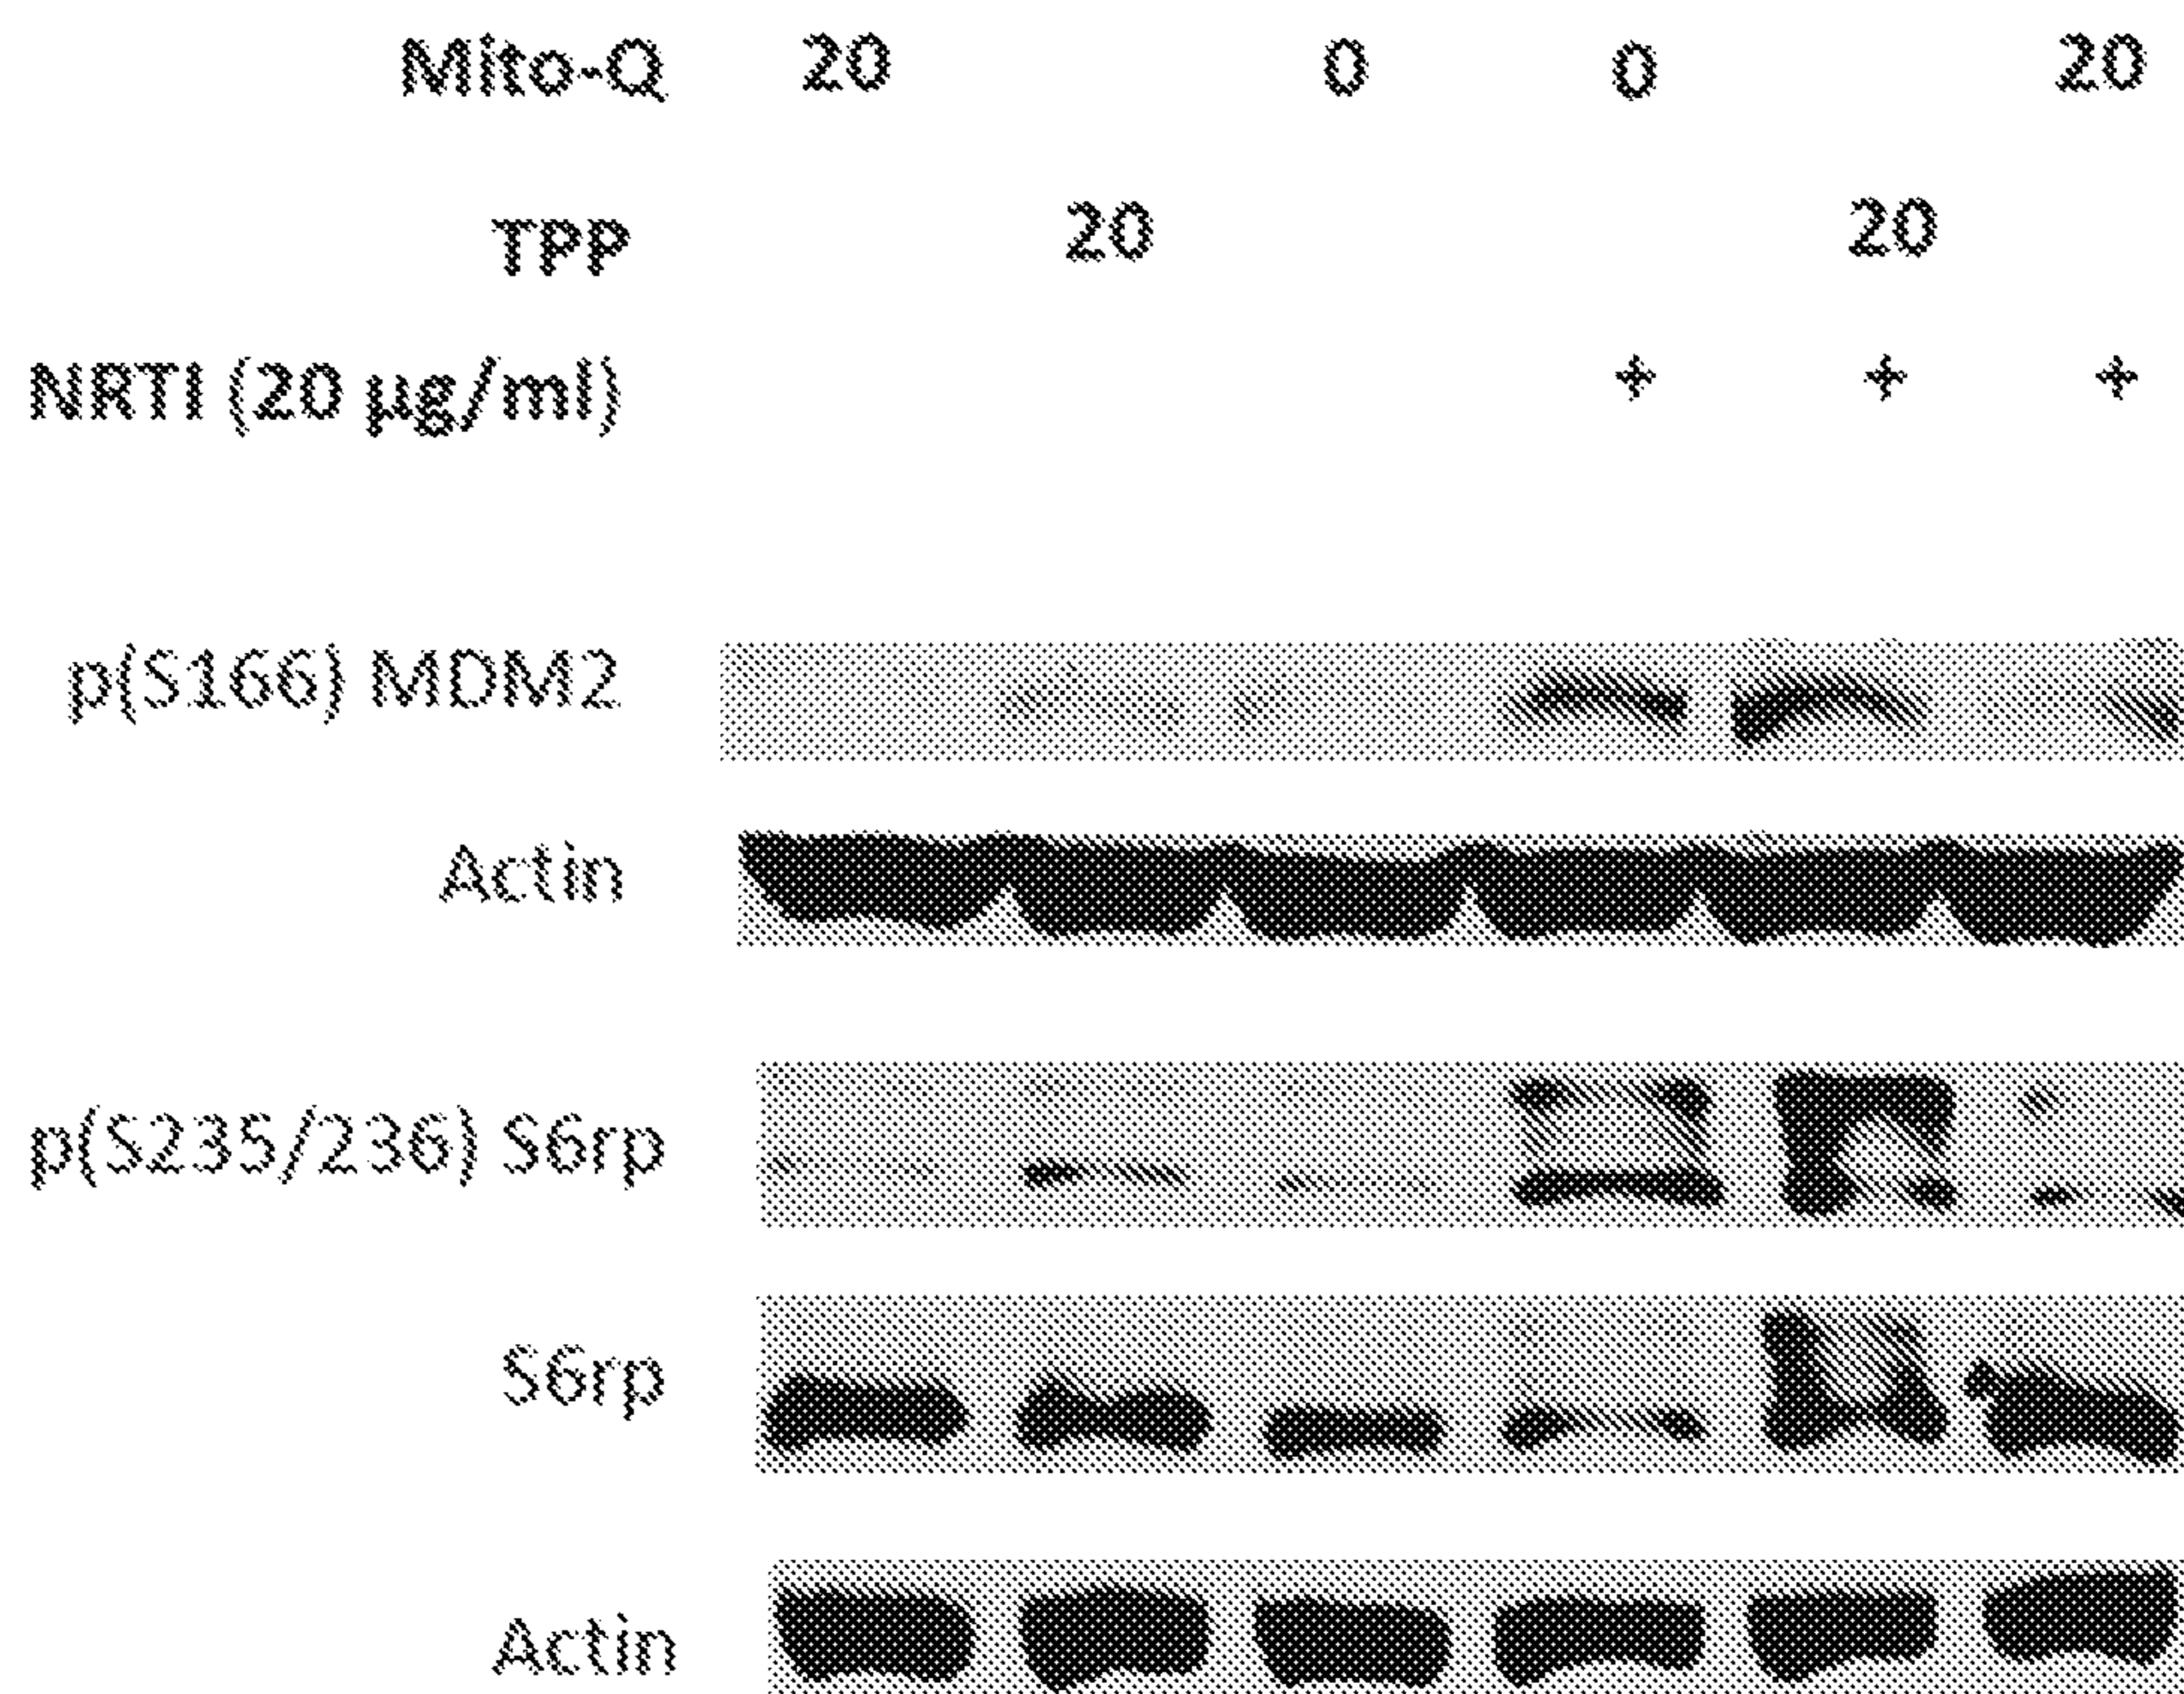 Mito-Q 20 0 0 20
TPP 20 20
NRTI (20 µg/ml) + + +
p(S166) MDM2
Actin
p(S235/236) S6rp
S6rp
Actin